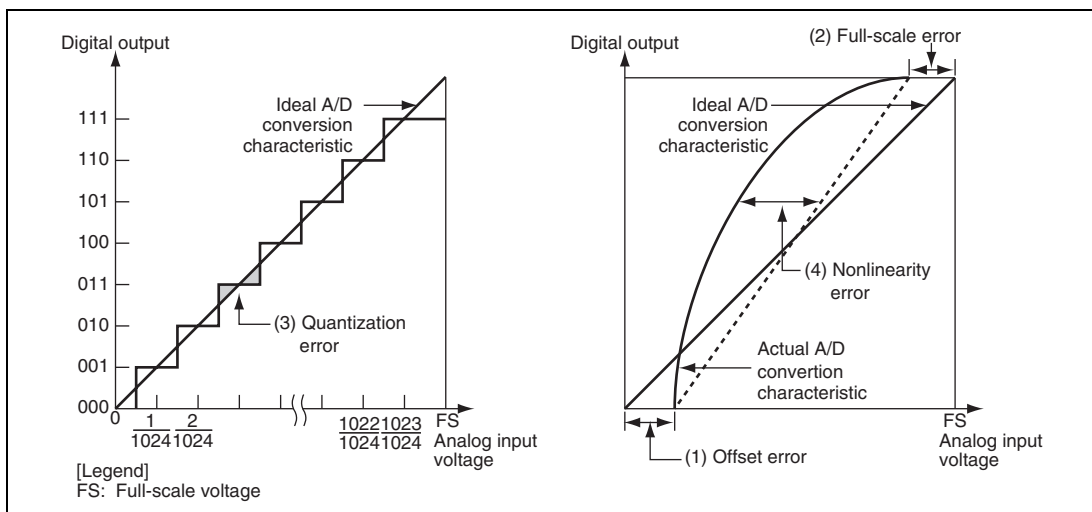 Digital output
Ideal A/D
conversion
characteristic
111
110
101
100
011
010
001
000
(3) Quantization
error
0
1
1024
2
1024
1022
1024
1023
1024
FS
Analog input
voltage
[Legend]
FS: Full-scale voltage
Digital output
(2) Full-scale error
Ideal A/D
conversion
characteristic
(4) Nonlinearity
error
Actual A/D
convertion
characteristic
FS
Analog input
voltage
(1) Offset error